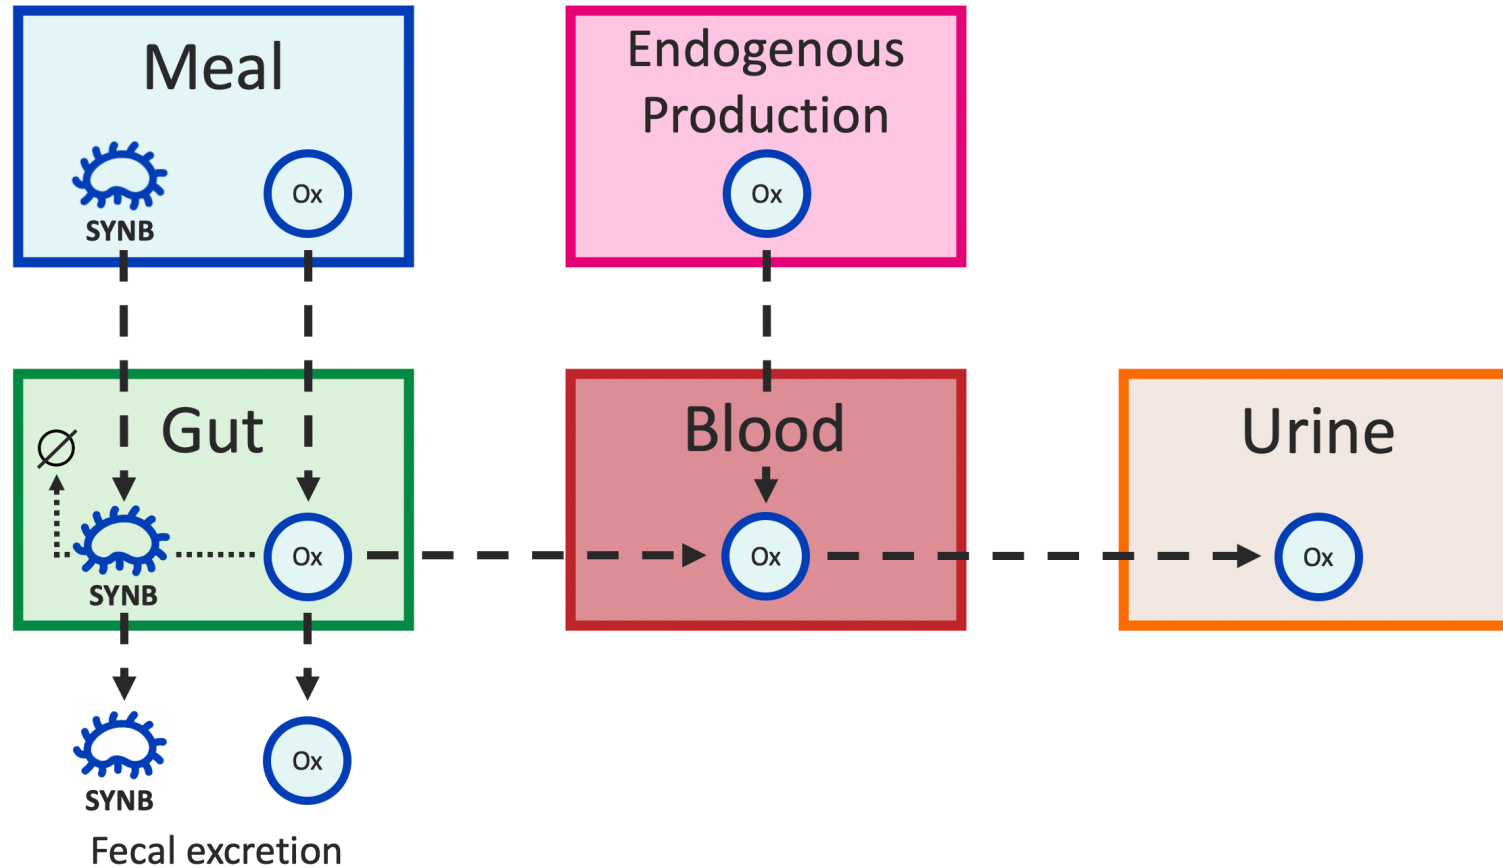 Meal
Endogenous
Production
Ox
Ox
SYNB
Gut
Blood
Urine
∅
Ox
Ox
Ox
SYNB
Ox
SYNB
Fecal excretion